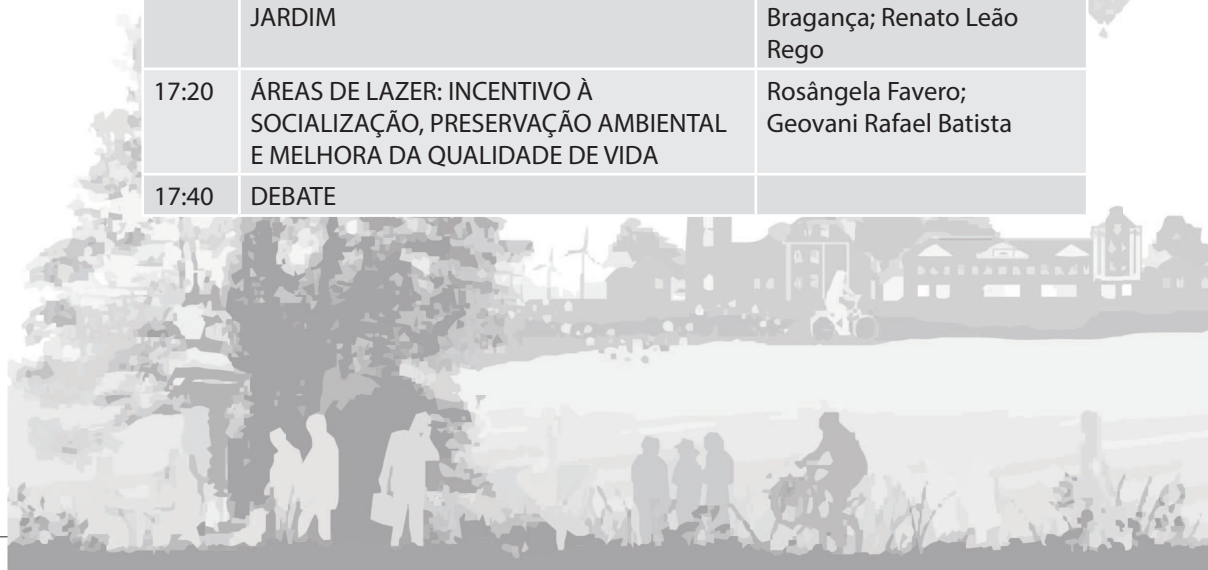 JARDIM Bragança; Renato Leão
Rego
17:20 ÁREAS DE LAZER: INCENTIVO À Rosângela Favero;
SOCIALIZAÇÃO, PRESERVAÇÃO AMBIENTAL Geovani Rafael Batista
E MELHORA DA QUALIDADE DE VIDA
17:40 DEBATE